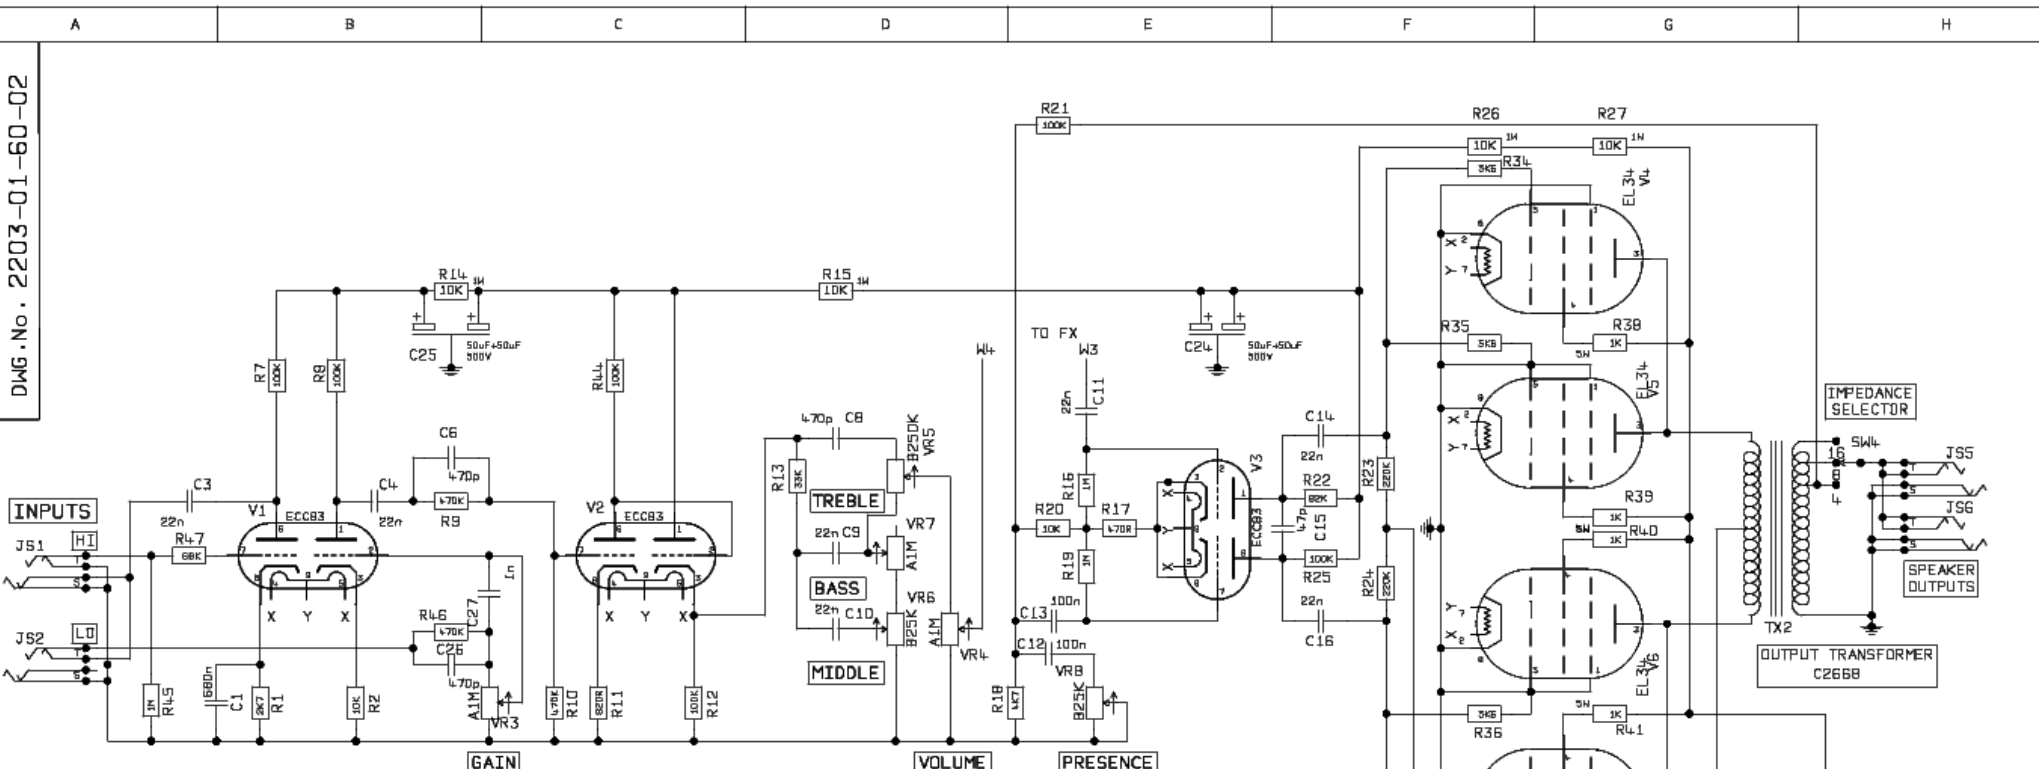 A B C D E F G H
DWG.No. 2203-01-60-02
R21
100K
R26 R27
10K 1W 10K 1W
R34
5K6
EL34
V4
R14 1W
10K
R15 1W
10K
TO FX
W3
W4
C25
50uF+50uF
500V
C24
50uF+50uF
500V
R7
100K
R8
100K
R44
100K
R35
5K6
R38
5W 1K
EL34
V5
IMPEDANCE
SELECTOR
C11
22n
470p C8
B250K
VR5
C14
22n
R13
33K
TREBLE
R16
1M
V3
ECC83
R22
82K
R23
220K
C6
470p
C4
22n
470K
R9
C3
22n
INPUTS
V1
ECC83
V2
ECC83
HI
JS1
R47
68K
22n C9
VR7
A1M
R20
10K
R17
470R
47p
C15
R39
1K
5W
1K R40
SW4
16
8
4
JS5
JS6
SPEAKER
OUTPUTS
BASS
22n C10
VR6
B25K
R19
1M
100K
R25
22n
C16
R24
220K
1n
C27
R46
470K
C26
470p
X Y X
X Y X
LO
JS2
MIDDLE
A1M
VR4
C13 100n
C12 100n
VR8
B25K
TX2
OUTPUT TRANSFORMER
C2668
EL34
V6
R45
1M
680n
C1
2K7
R1
10K
R2
A1M
VR3
470K
R10
820R
R11
100K
R12
R18
4K7
5K6
R36
5W
1K
R41
GAIN
VOLUME
PRESENCE